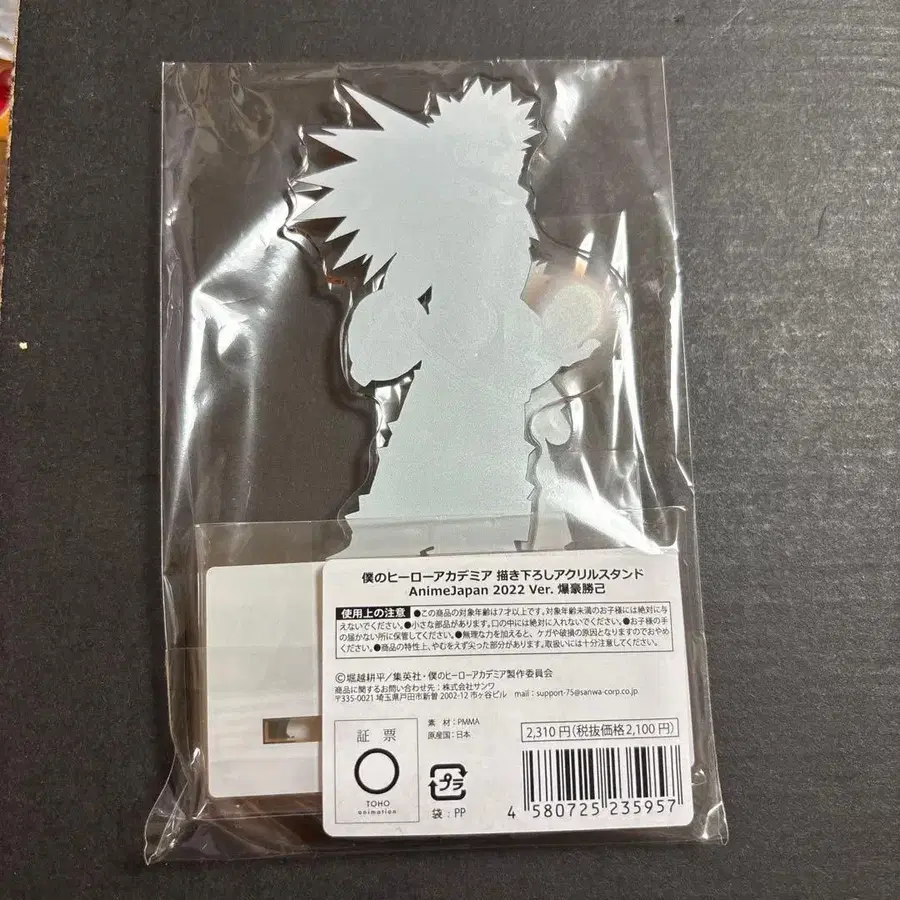 僕のヒーローアカデミア 描き下ろしアクリルスタンド
AnimeJapan 2022 Ver. 爆豪勝己
使用上の注意 ●この商品の対象年齢は7才以上です。対象年齢未満のお子様には絶対に与
えないでください。●小さな部品があります。口の中には絶対に入れないでください。●お子様の手
の届かない所に保管してください。●無理な力を加えると、ケガや破損の原因となりますのでおやめ
ください。●商品の特性上、やむをえず尖った部分があります。取扱いには十分注意してください。
©堀越耕平／集英社・僕のヒーローアカデミア製作委員会
商品に関するお問い合わせ先：株式会社サンワ
〒335-0021 埼玉県戸田市新曽 2002-12 市ヶ谷ビル mail：support-75@sanwa-corp.co.jp
証票
TOHO
animation
素 材：PMMA
原産国：日本
プラ
袋：PP
2,310円(税抜価格2,100円)
4 580725 235957